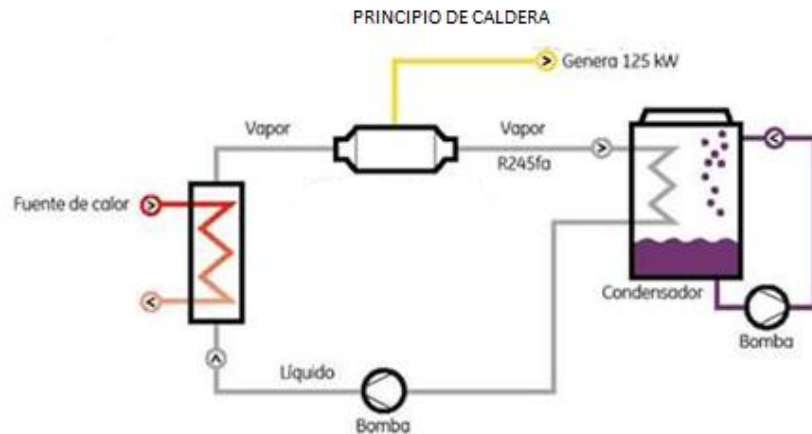 PRINCIPIO DE CALDERA
Genera 125 kW
Vapor
Vapor
R245fa
Fuente de calor
Condensador
Bomba
Líquido
Bomba